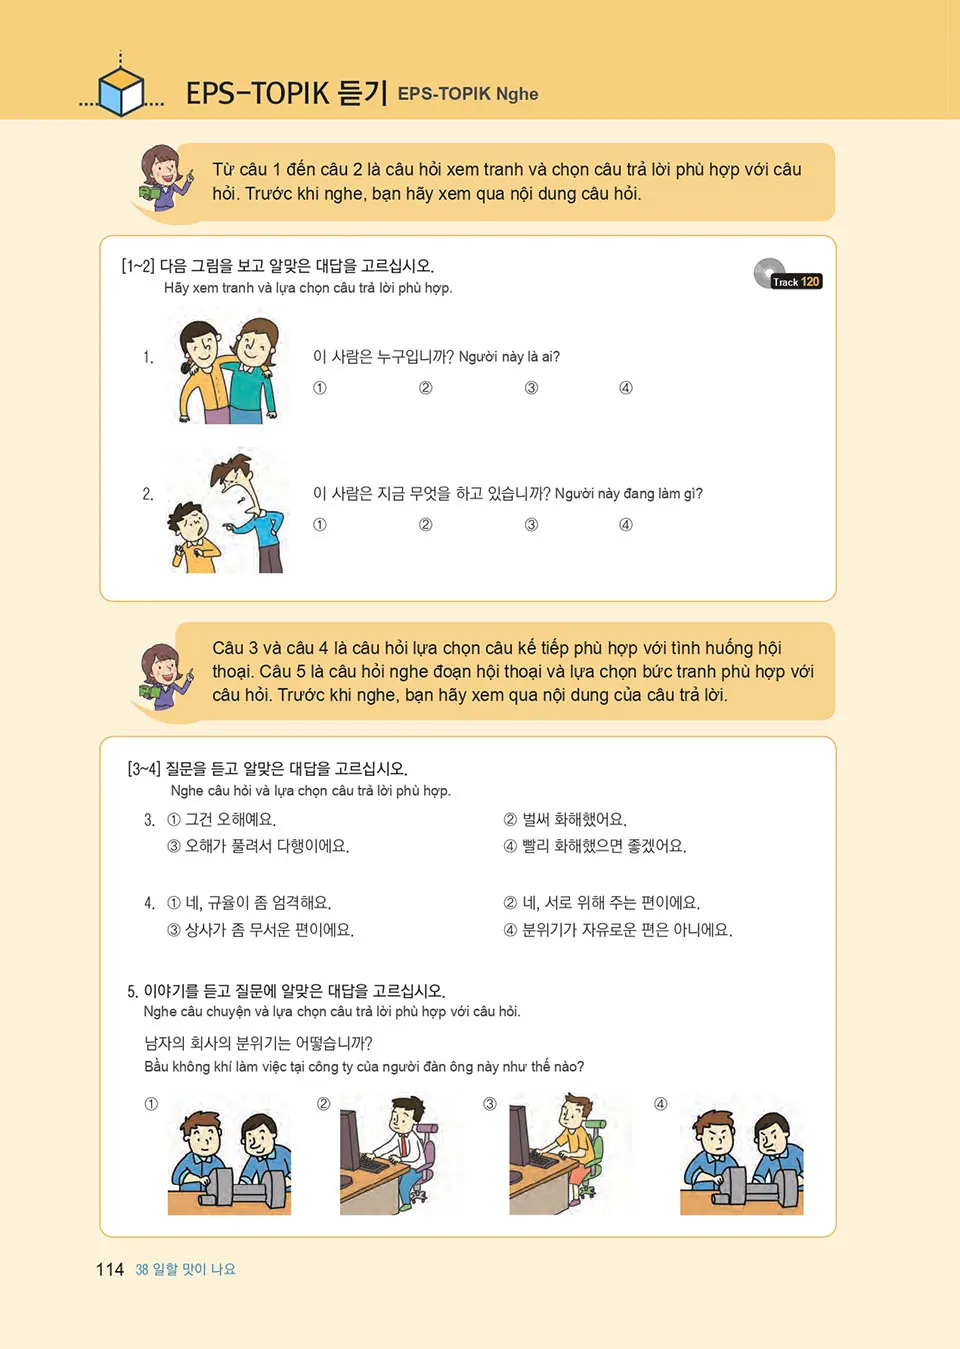 EPS-TOPIK 듣기 EPS-TOPIK Nghe
Từ câu 1 đến câu 2 là câu hỏi xem tranh và chọn câu trả lời phù hợp với câu
hỏi. Trước khi nghe, bạn hãy xem qua nội dung câu hỏi.
[1~2] 다음 그림을 보고 알맞은 대답을 고르십시오.
Hãy xem tranh và lựa chọn câu trả lời phù hợp.
Track 120
1. 이 사람은 누구입니까? Người này là ai?
① ② ③ ④
2. 이 사람은 지금 무엇을 하고 있습니까? Người này đang làm gì?
① ② ③ ④
Câu 3 và câu 4 là câu hỏi lựa chọn câu kế tiếp phù hợp với tình huống hội
thoại. Câu 5 là câu hỏi nghe đoạn hội thoại và lựa chọn bức tranh phù hợp với
câu hỏi. Trước khi nghe, bạn hãy xem qua nội dung của câu trả lời.
[3~4] 질문을 듣고 알맞은 대답을 고르십시오.
Nghe câu hỏi và lựa chọn câu trả lời phù hợp.
3. ① 그건 오해예요. ② 벌써 화해했어요.
③ 오해가 풀려서 다행이에요. ④ 빨리 화해했으면 좋겠어요.
4. ① 네, 규율이 좀 엄격해요. ② 네, 서로 위해 주는 편이에요.
③ 상사가 좀 무서운 편이에요. ④ 분위기가 자유로운 편은 아니에요.
5. 이야기를 듣고 질문에 알맞은 대답을 고르십시오.
Nghe câu chuyện và lựa chọn câu trả lời phù hợp với câu hỏi.
남자의 회사의 분위기는 어떻습니까?
Bầu không khí làm việc tại công ty của người đàn ông này như thế nào?
① ② ③ ④
114 38 일할 맛이 나요